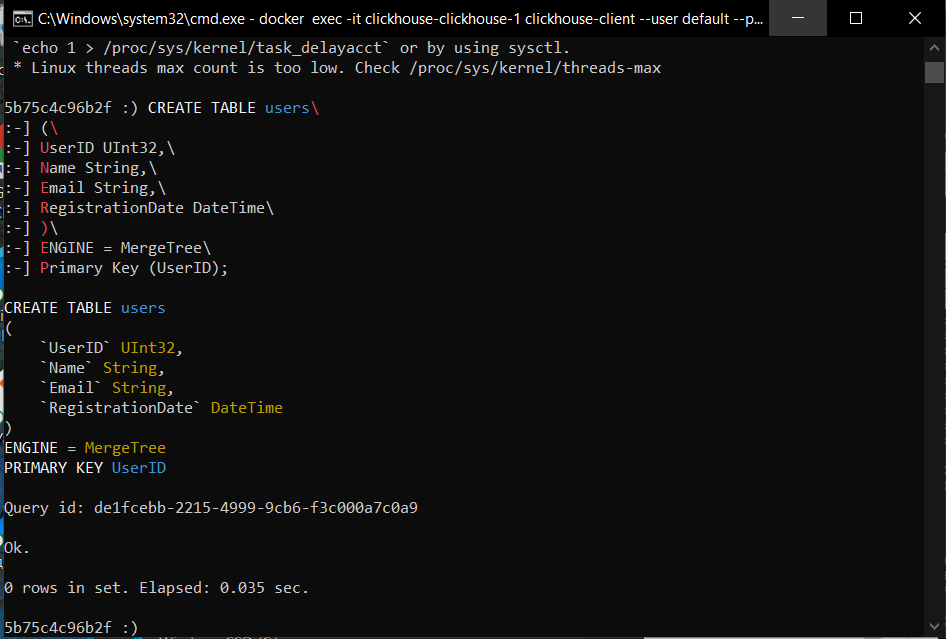 C:\Windows\system32\cmd.exe - docker  exec -it clickhouse-clickhouse-1 clickhouse-client --user default --p...
`echo 1 > /proc/sys/kernel/task_delayacct` or by using sysctl.
* Linux threads max count is too low. Check /proc/sys/kernel/threads-max
5b75c4c96b2f :) CREATE TABLE users\
:-] (\
:-] UserID UInt32,\
:-] Name String,\
:-] Email String,\
:-] RegistrationDate DateTime\
:-] )\
:-] ENGINE = MergeTree\
:-] Primary Key (UserID);
CREATE TABLE users
(
`UserID` UInt32,
`Name` String,
`Email` String,
`RegistrationDate` DateTime
)
ENGINE = MergeTree
PRIMARY KEY UserID
Query id: de1fcebb-2215-4999-9cb6-f3c000a7c0a9
Ok.
0 rows in set. Elapsed: 0.035 sec.
5b75c4c96b2f :)